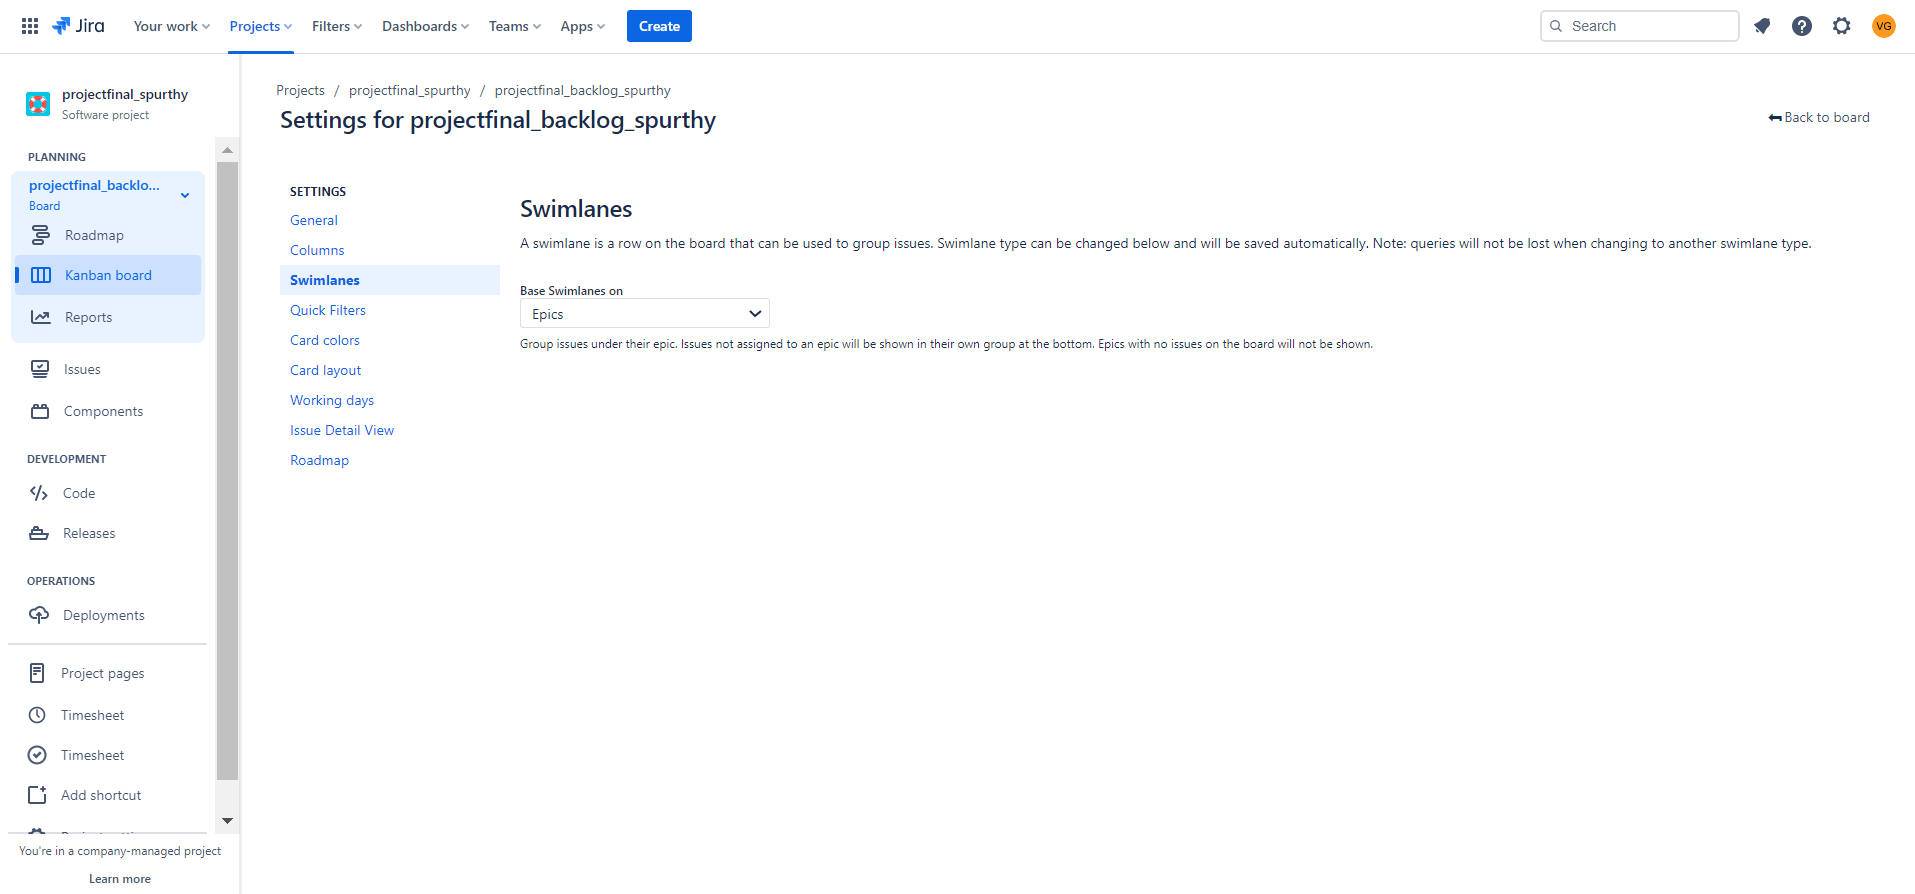 Jira
Your work
Projects
Filters
Dashboards
Teams
Apps
Create
Search
VG
projectfinal_spurthy
Software project
PLANNING
projectfinal_backlo...
Board
Roadmap
Kanban board
Reports
Issues
Components
DEVELOPMENT
Code
Releases
OPERATIONS
Deployments
Project pages
Timesheet
Timesheet
Add shortcut
You're in a company-managed project
Learn more
Projects / projectfinal_spurthy / projectfinal_backlog_spurthy
Settings for projectfinal_backlog_spurthy
Back to board
SETTINGS
General
Columns
Swimlanes
Quick Filters
Card colors
Card layout
Working days
Issue Detail View
Roadmap
Swimlanes
A swimlane is a row on the board that can be used to group issues. Swimlane type can be changed below and will be saved automatically. Note: queries will not be lost when changing to another swimlane type.
Base Swimlanes on
Epics
Group issues under their epic. Issues not assigned to an epic will be shown in their own group at the bottom. Epics with no issues on the board will not be shown.